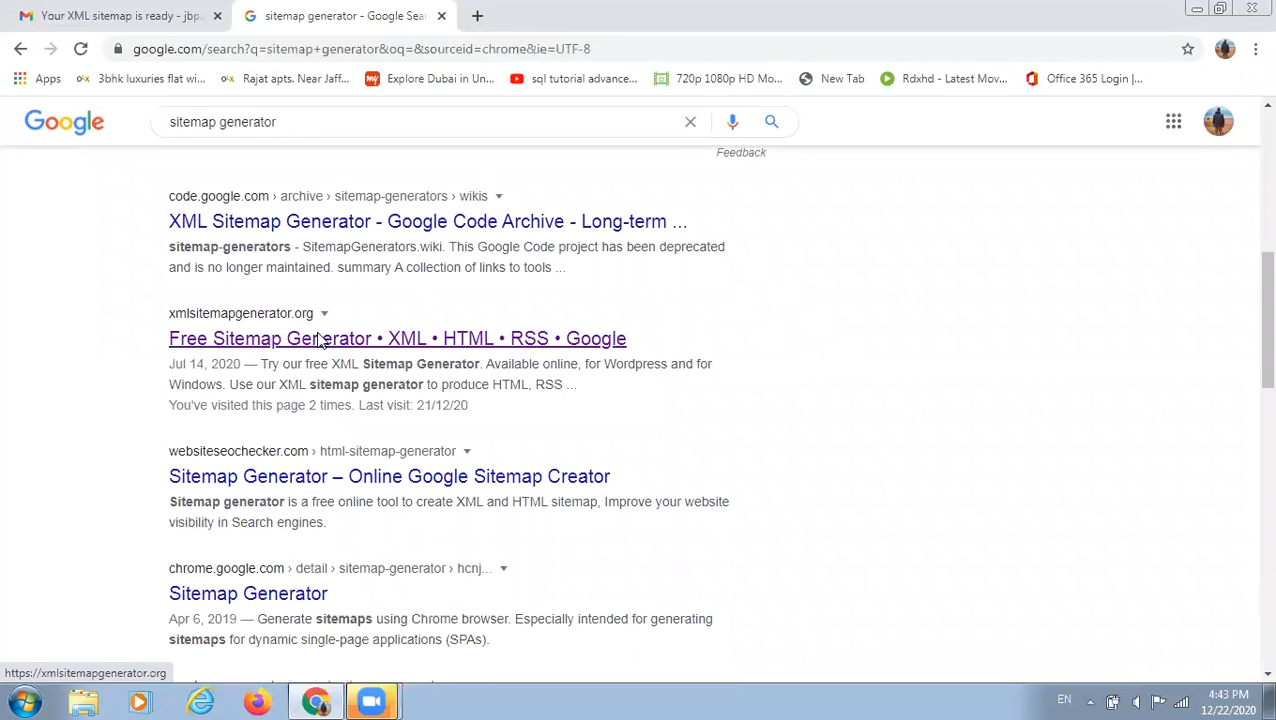 Your XML sitemap is ready - jbp.
sitemap generator - Google Sea
google.com/search?q=sitemap+generator&oq=&sourceid=chrome&ie=UTF-8
Apps
3bhk luxuries flat wi...
Rajat apts. Near Jaff...
Explore Dubai in Un...
sql tutorial advance...
720p 1080p HD Mo...
New Tab
Rdxhd - Latest Mov...
Office 365 Login |...
Google
sitemap generator
Feedback
code.google.com › archive › sitemap-generators › wikis
XML Sitemap Generator - Google Code Archive - Long-term ...
sitemap-generators - SitemapGenerators.wiki. This Google Code project has been deprecated
and is no longer maintained. summary A collection of links to tools ...
xmlsitemapgenerator.org
Free Sitemap Generator • XML • HTML • RSS • Google
Jul 14, 2020 — Try our free XML Sitemap Generator. Available online, for Wordpress and for
Windows. Use our XML sitemap generator to produce HTML, RSS ...
You've visited this page 2 times. Last visit: 21/12/20
websiteseochecker.com › html-sitemap-generator
Sitemap Generator – Online Google Sitemap Creator
Sitemap generator is a free online tool to create XML and HTML sitemap, Improve your website
visibility in Search engines.
chrome.google.com › detail › sitemap-generator › hcnj...
Sitemap Generator
Apr 6, 2019 — Generate sitemaps using Chrome browser. Especially intended for generating
sitemaps for dynamic single-page applications (SPAs).
https://xmlsitemapgenerator.org
EN
4:43 PM
12/22/2020